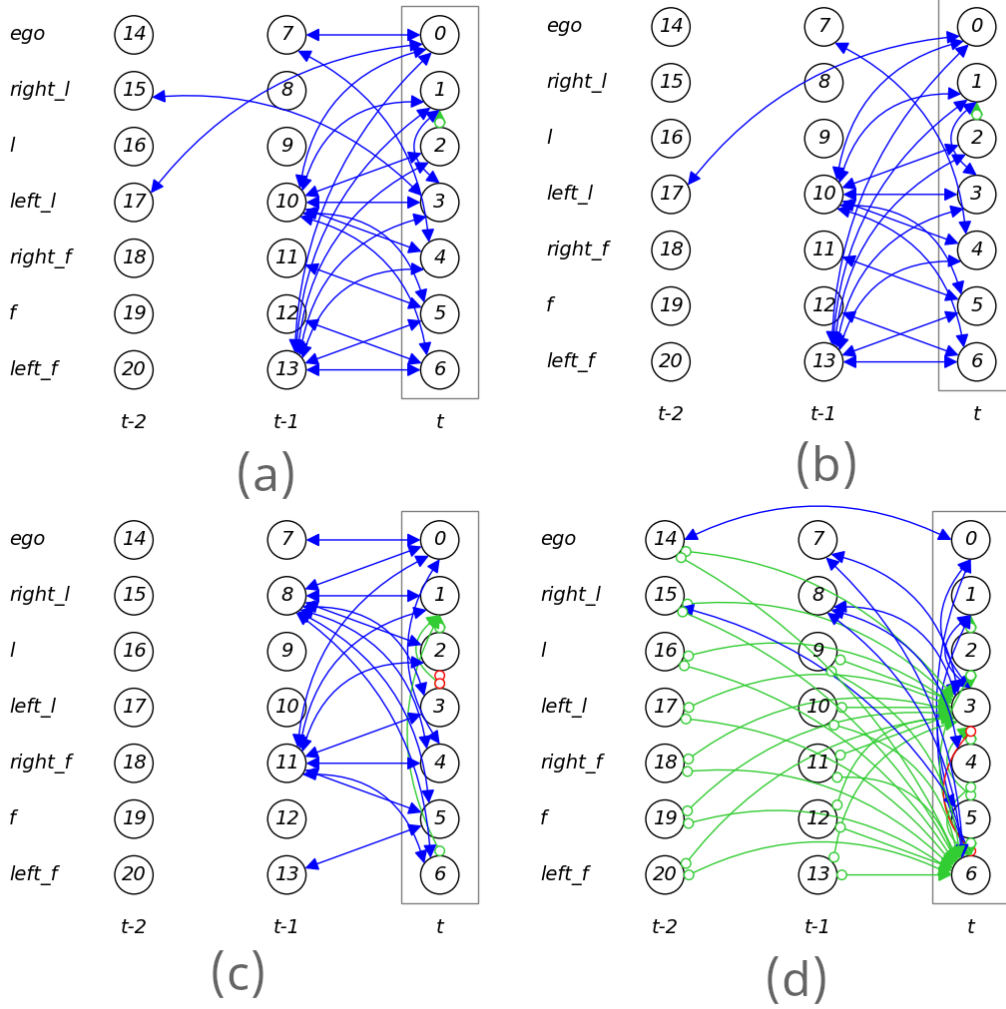 ego 14 7 0
right_l 15 8 1
l 16 9 2
left_l 17 10 3
right_f 18 11 4
f 19 12 5
left_f 20 13 6
t-2 t-1 t
(a)
ego 14 7 0
right_l 15 8 1
l 16 9 2
left_l 17 10 3
right_f 18 11 4
f 19 12 5
left_f 20 13 6
t-2 t-1 t
(b)
ego 14 7 0
right_l 15 8 1
l 16 9 2
left_l 17 10 3
right_f 18 11 4
f 19 12 5
left_f 20 13 6
t-2 t-1 t
(c)
ego 14 7 0
right_l 15 8 1
l 16 9 2
left_l 17 10 3
right_f 18 11 4
f 19 12 5
left_f 20 13 6
t-2 t-1 t
(d)